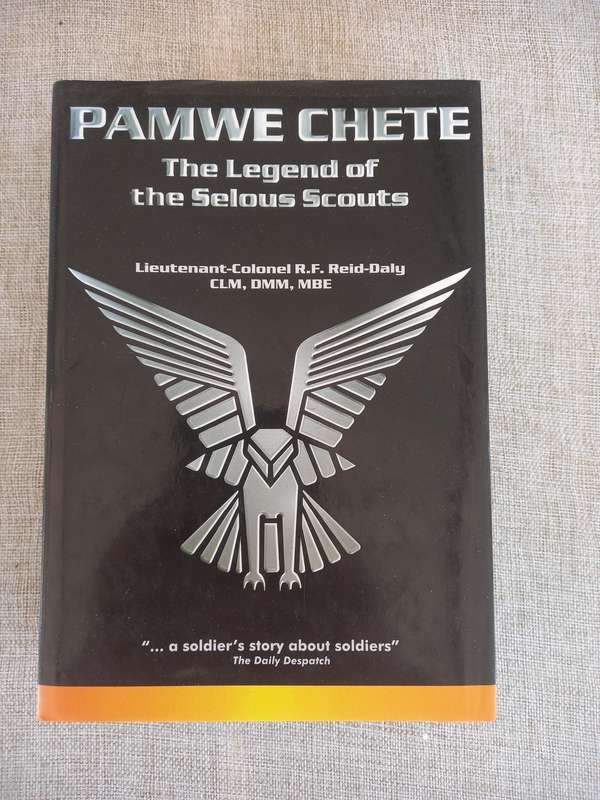 PAMWE CHETE
The Legend of
the Selous Scouts
Lieutenant-Colonel R.F. Reid-Daly
CLM, DMM, MBE
“... a soldier’s story about soldiers”
The Daily Despatch